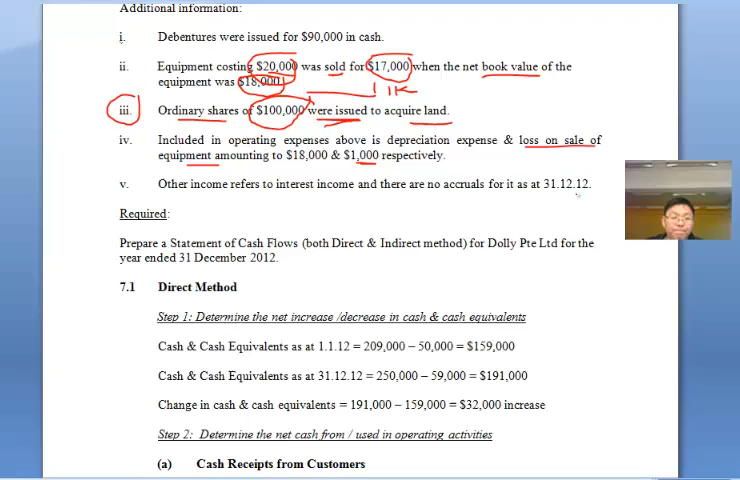 Additional information:
i. Debentures were issued for $90,000 in cash.
ii. Equipment costing $20,000 was sold for $17,000 when the net book value of the
equipment was $18,000.
1K
iii. Ordinary shares of $100,000 were issued to acquire land.
iv. Included in operating expenses above is depreciation expense & loss on sale of
equipment amounting to $18,000 & $1,000 respectively.
v. Other income refers to interest income and there are no accruals for it as at 31.12.12.
Required:
Prepare a Statement of Cash Flows (both Direct & Indirect method) for Dolly Pte Ltd for the
year ended 31 December 2012.
7.1 Direct Method
Step 1: Determine the net increase /decrease in cash & cash equivalents
Cash & Cash Equivalents as at 1.1.12 = 209,000 – 50,000 = $159,000
Cash & Cash Equivalents as at 31.12.12 = 250,000 – 59,000 = $191,000
Change in cash & cash equivalents = 191,000 – 159,000 = $32,000 increase
Step 2: Determine the net cash from / used in operating activities
(a) Cash Receipts from Customers